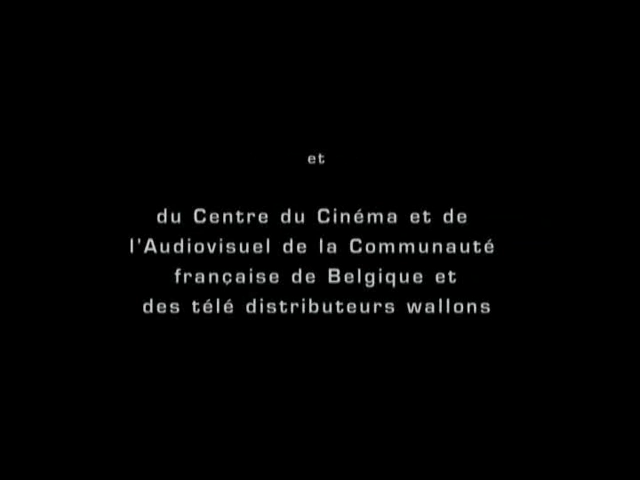 et
du Centre du Cinéma et de
l'Audiovisuel de la Communauté
française de Belgique et
des télé distributeurs wallons